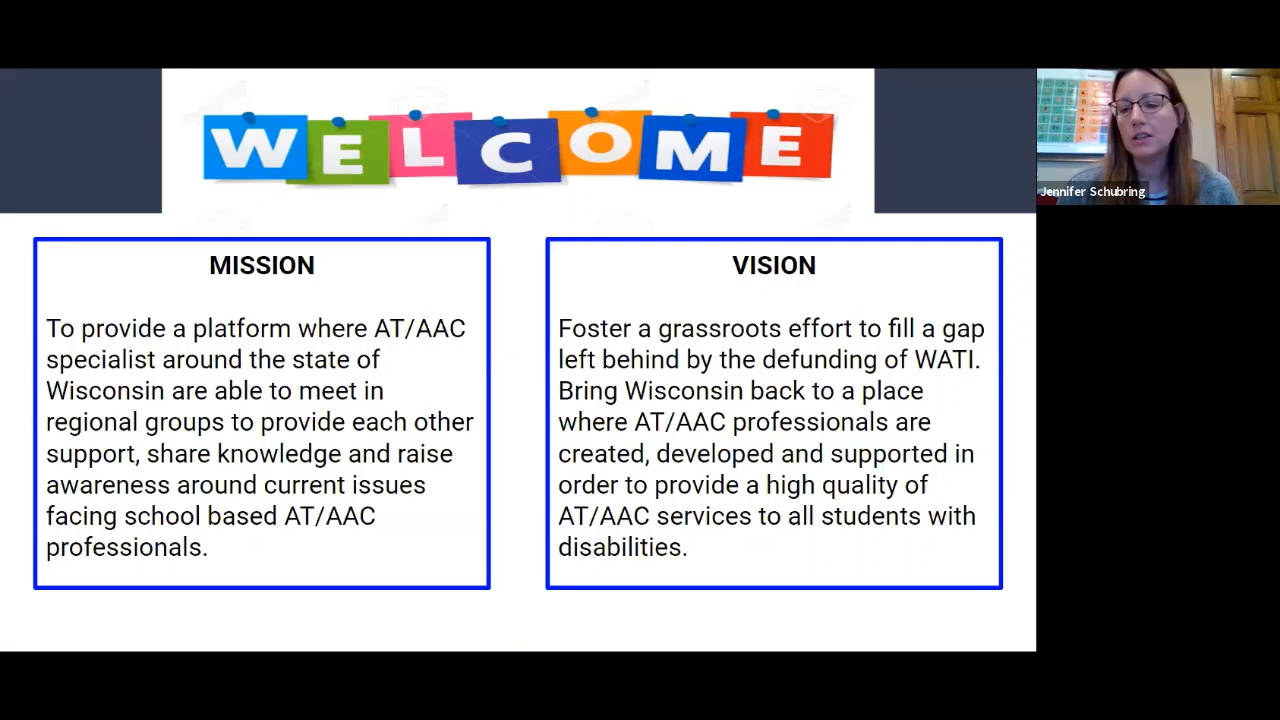 WELCOME
Jennifer Schubring
MISSION
To provide a platform where AT/AAC
specialist around the state of
Wisconsin are able to meet in
regional groups to provide each other
support, share knowledge and raise
awareness around current issues
facing school based AT/AAC
professionals.
VISION
Foster a grassroots effort to fill a gap
left behind by the defunding of WATI.
Bring Wisconsin back to a place
where AT/AAC professionals are
created, developed and supported in
order to provide a high quality of
AT/AAC services to all students with
disabilities.